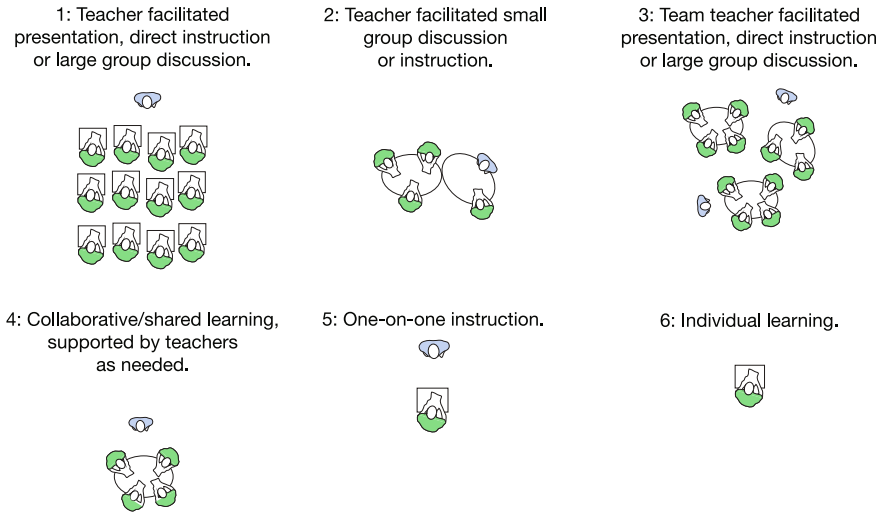 1: Teacher facilitated
presentation, direct instruction
or large group discussion.
2: Teacher facilitated small
group discussion
or instruction.
3: Team teacher facilitated
presentation, direct instruction
or large group discussion.
4: Collaborative/shared learning,
supported by teachers
as needed.
5: One-on-one instruction.
6: Individual learning.